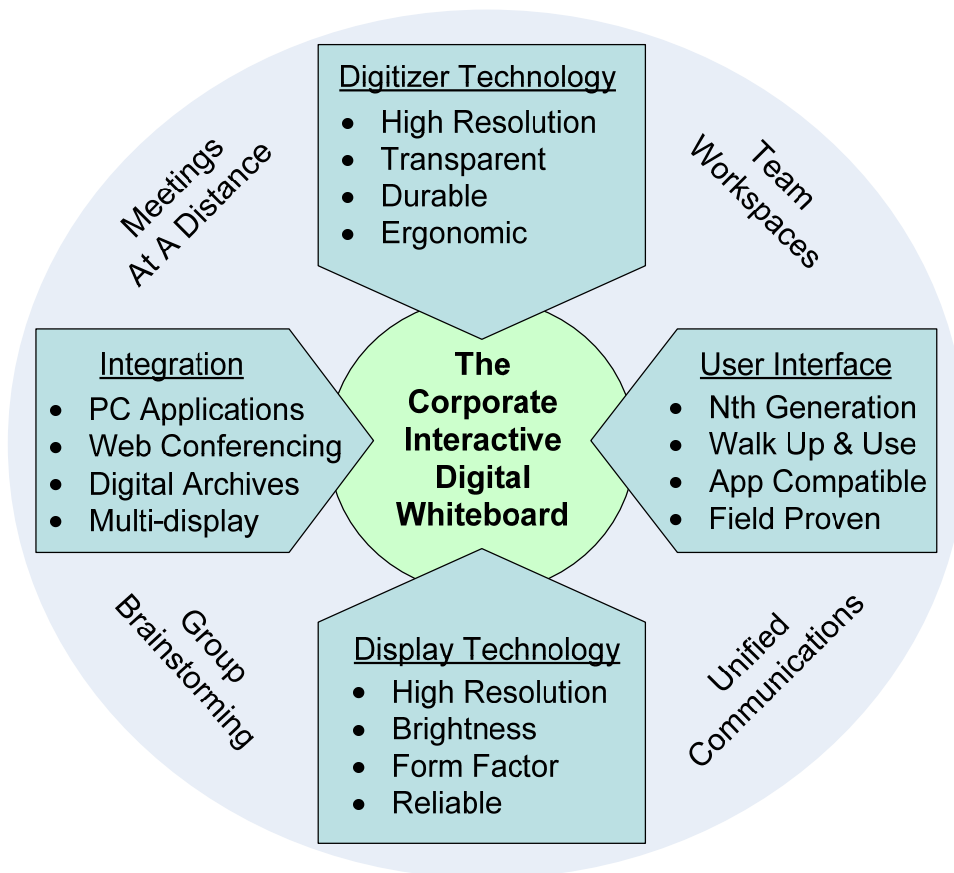 Digitizer Technology
• High Resolution
• Transparent
• Durable
• Ergonomic
Meetings
At A Distance
Team
Workspaces
Integration
• PC Applications
• Web Conferencing
• Digital Archives
• Multi-display
The
Corporate
Interactive
Digital
Whiteboard
User Interface
• Nth Generation
• Walk Up & Use
• App Compatible
• Field Proven
Group
Brainstorming
Display Technology
• High Resolution
• Brightness
• Form Factor
• Reliable
Unified
Communications